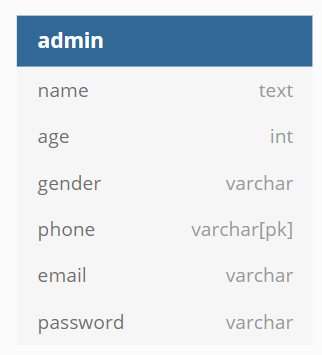 admin
name text
age int
gender varchar
phone varchar[pk]
email varchar
password varchar